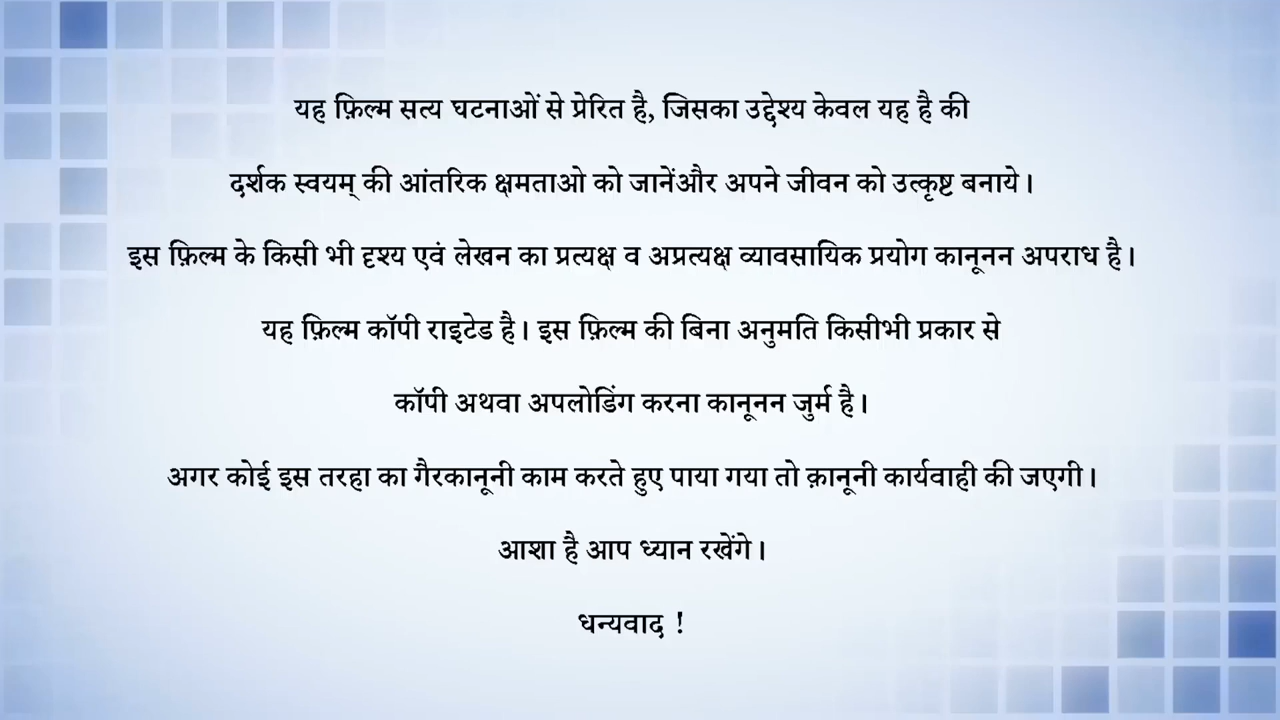 यह फ़िल्म सत्य घटनाओं से प्रेरित है, जिसका उद्देश्य केवल यह है की
दर्शक स्वयम् की आंतरिक क्षमताओ को जानेंऔर अपने जीवन को उत्कृष्ट बनाये।
इस फ़िल्म के किसी भी दृश्य एवं लेखन का प्रत्यक्ष व अप्रत्यक्ष व्यावसायिक प्रयोग कानूनन अपराध है।
यह फ़िल्म कॉपी राइटेड है। इस फ़िल्म की बिना अनुमति किसीभी प्रकार से
कॉपी अथवा अपलोडिंग करना कानूनन जुर्म है।
अगर कोई इस तरहा का गैरकानूनी काम करते हुए पाया गया तो क़ानूनी कार्यवाही की जएगी।
आशा है आप ध्यान रखेंगे।
धन्यवाद !